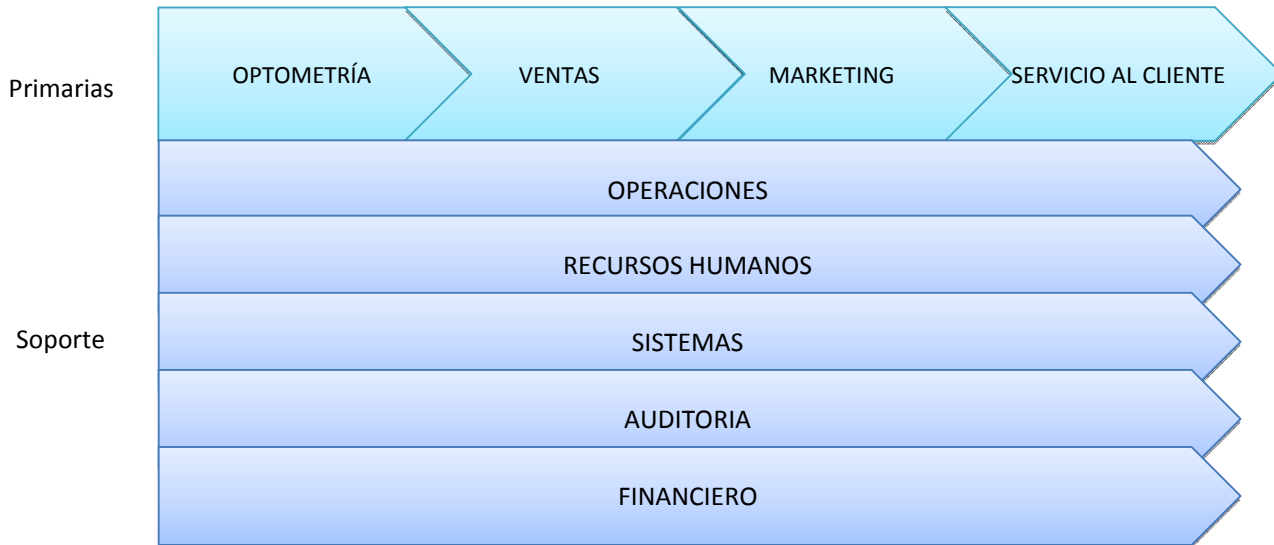 Primarias
OPTOMETRÍA
VENTAS
MARKETING
SERVICIO AL CLIENTE
Soporte
OPERACIONES
RECURSOS HUMANOS
SISTEMAS
AUDITORIA
FINANCIERO